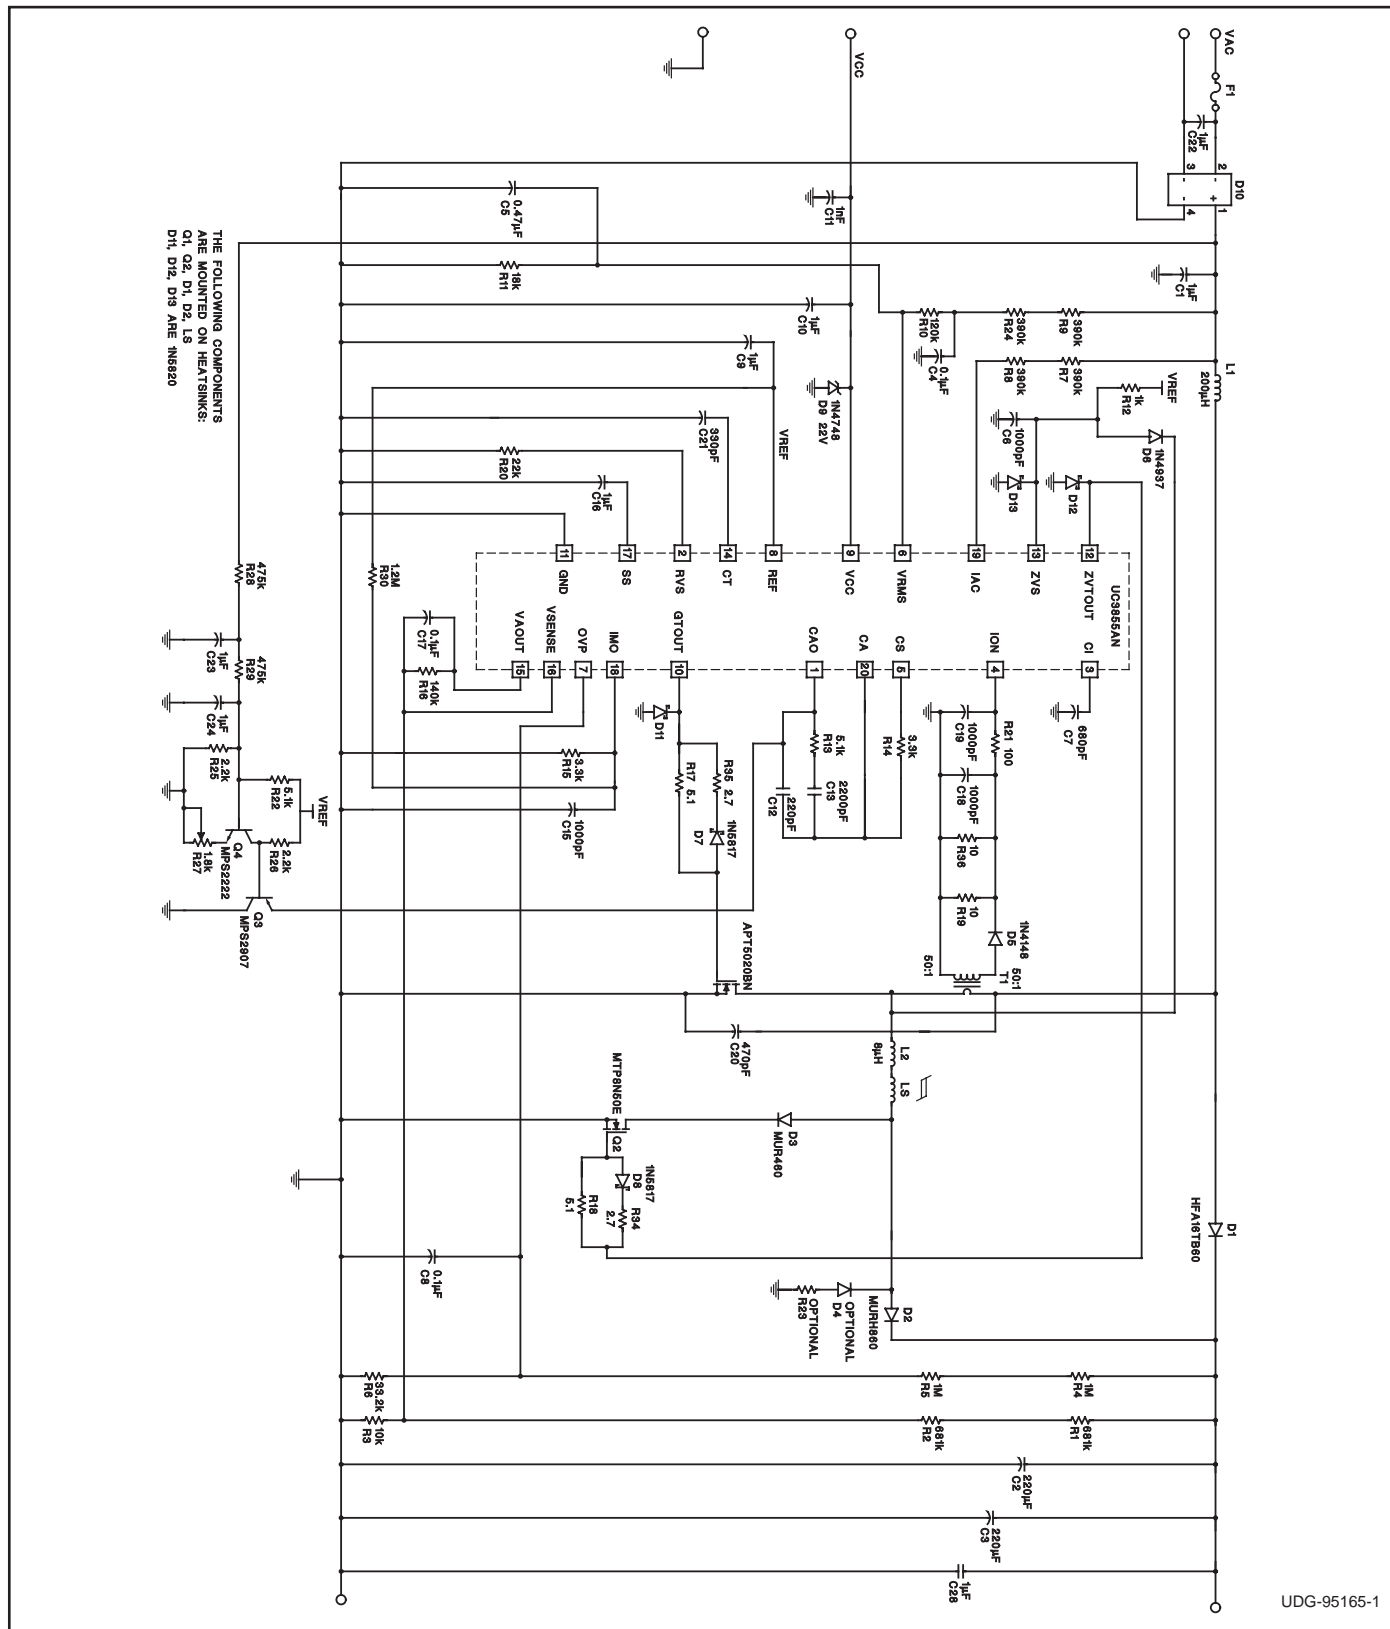 VAC
F1
1µF
C22
D10
2
3
-
-
+
1
4
1µF
C1
L1
200µH
390k
R9
390k
R24
120k
R10
0.1µF
C4
390k
R7
390k
R8
VREF
1k
R12
1N4937
D6
1000pF
C6
D13
D12
VCC
1nF
C11
1N4748
D9 22V
0.47µF
C5
18k
R11
1µF
C10
1µF
C9
VREF
330pF
C21
22k
R20
1µF
C16
THE FOLLOWING COMPONENTS
ARE MOUNTED ON HEATSINKS:
Q1, Q2, D1, D2, LS
D11, D12, D13 ARE 1N5820
UC3855AN
12
ZVTOUT
13
ZVS
19
IAC
6
VRMS
9
VCC
8
REF
14
CT
2
RVS
17
SS
11
GND
CI
3
ION
4
CS
5
CA
20
CAO
1
GTOUT
10
IMO
18
OVP
7
VSENSE
16
VAOUT
15
475k
R28
1.2M
R30
1µF
C23
475k
R29
1µF
C24
2.2k
R25
5.1k
R22
VREF
2.2k
R26
1.8k
R27
Q4
MPS2222
Q3
MPS2907
0.1µF
C17
140k
R16
3.3k
R15
1000pF
C15
D11
R17
5.1
R35
2.7
1N5817
D7
5.1k
R13
2200pF
C13
220pF
C12
3.3k
R14
680pF
C7
R21 100
1000pF
C19
1000pF
C18
10
R36
10
R19
1N4148
D5
50:1
T1
50:1
APT5020BN
470pF
C20
L2
8µH
LS
D3
MUR460
MTP8N50E
Q2
1N5817
D8
R34
2.7
R18
5.1
0.1µF
C8
D1
HFA16TB60
D2
MURH860
OPTIONAL
D4
OPTIONAL
R23
1M
R4
1M
R5
33.2k
R6
681k
R1
681k
R2
10k
R3
220µF
C2
220µF
C3
1µF
C28
UDG-95165-1